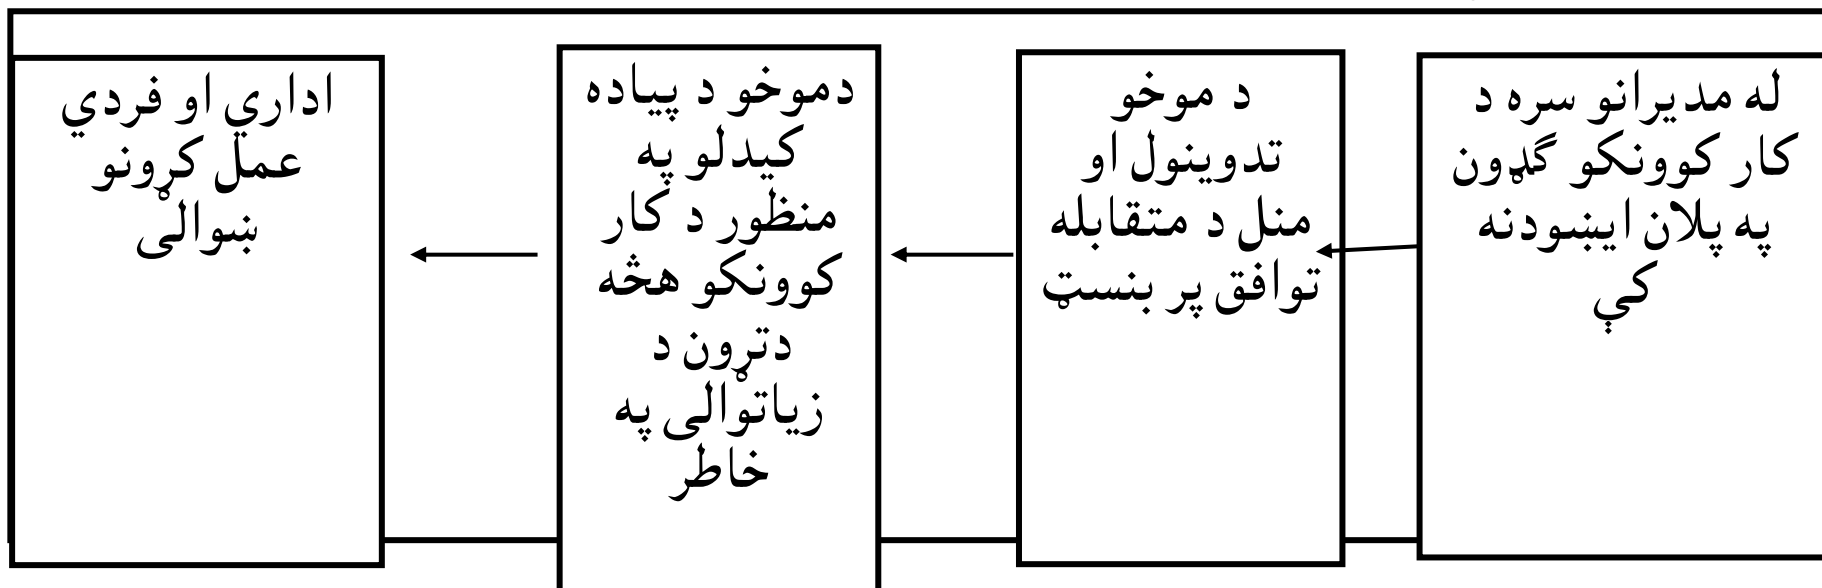 له مدیرانو سره د
کار کوونکو ګډون
په پلان ایښودنه
کې
د موخو
تدوینول او
منل د متقابله
توافق پر بنسټ
دموخو د پیاده
کیدلو په
منظور د کار
کوونکو هڅه
دتړون د
زیاتوالی په
خاطر
اداري او فردي
عمل کړونو
ښوالی